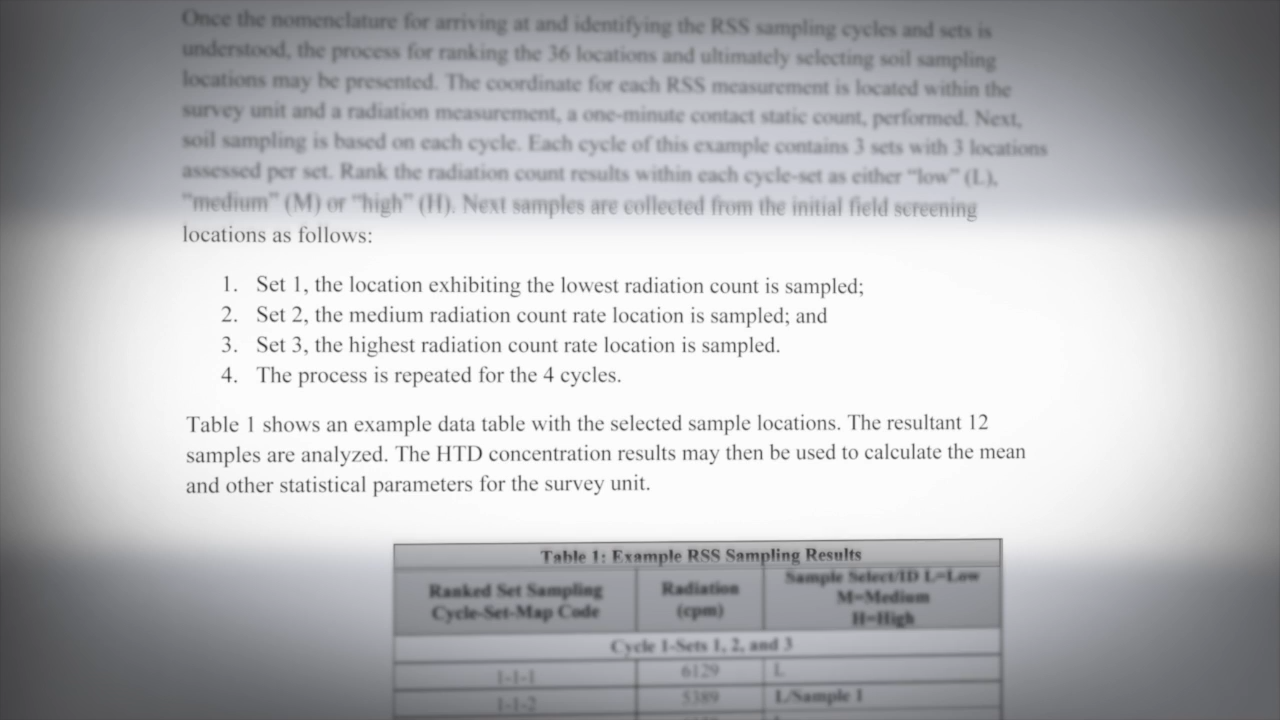 Once the nomenclature for arriving at and identifying the RSS sampling cycles and sets is
understood, the process for ranking the 36 locations and ultimately selecting soil sampling
locations may be presented. The coordinate for each RSS measurement is located within the
survey unit and a radiation measurement, a one-minute contact static count, performed. Next,
soil sampling is based on each cycle. Each cycle of this example contains 3 sets with 3 locations
assessed per set. Rank the radiation count results within each cycle-set as either "low" (L),
"medium" (M) or "high" (H). Next samples are collected from the initial field screening
locations as follows:
1. Set 1, the location exhibiting the lowest radiation count is sampled;
2. Set 2, the medium radiation count rate location is sampled; and
3. Set 3, the highest radiation count rate location is sampled.
4. The process is repeated for the 4 cycles.
Table 1 shows an example data table with the selected sample locations. The resultant 12
samples are analyzed. The HTD concentration results may then be used to calculate the mean
and other statistical parameters for the survey unit.
Table 1: Example RSS Sampling Results
Ranked Set Sampling
Cycle-Set-Map Code
Radiation
(cpm)
Sample Select/ID L=Low
M=Medium
H=High
Cycle 1-Sets 1, 2, and 3
1-1-1 6129 L
1-1-2 5389 L/Sample 1